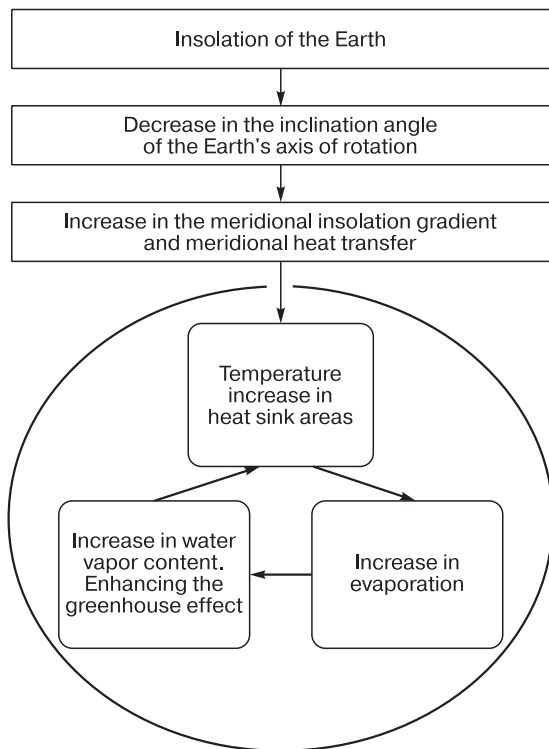 Insolation of the Earth
Decrease in the inclination angle
of the Earth's axis of rotation
Increase in the meridional insolation gradient
and meridional heat transfer
Temperature
increase in
heat sink areas
Increase in water
vapor content.
Enhancing the
greenhouse effect
Increase in
evaporation